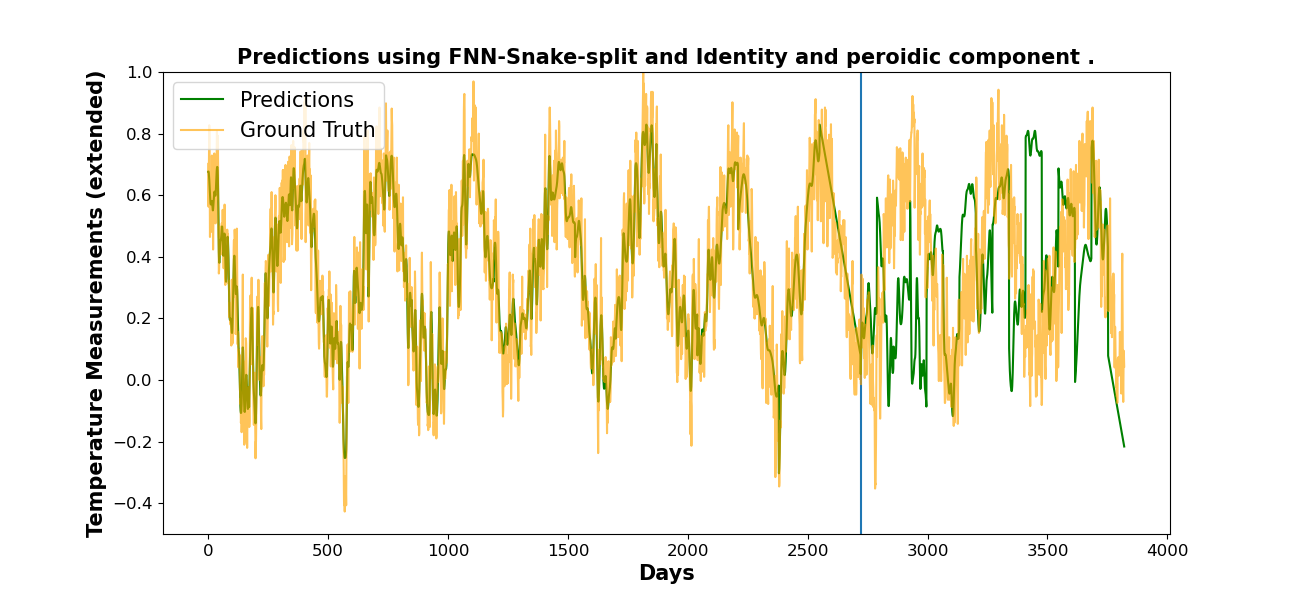 Predictions using FNN-Snake-split and Identity and peroidic component .
Temperature Measurements (extended)
1.0
0.8
0.6
0.4
0.2
0.0
−0.2
−0.4
Predictions
Ground Truth
0 500 1000 1500 2000 2500 3000 3500 4000
Days